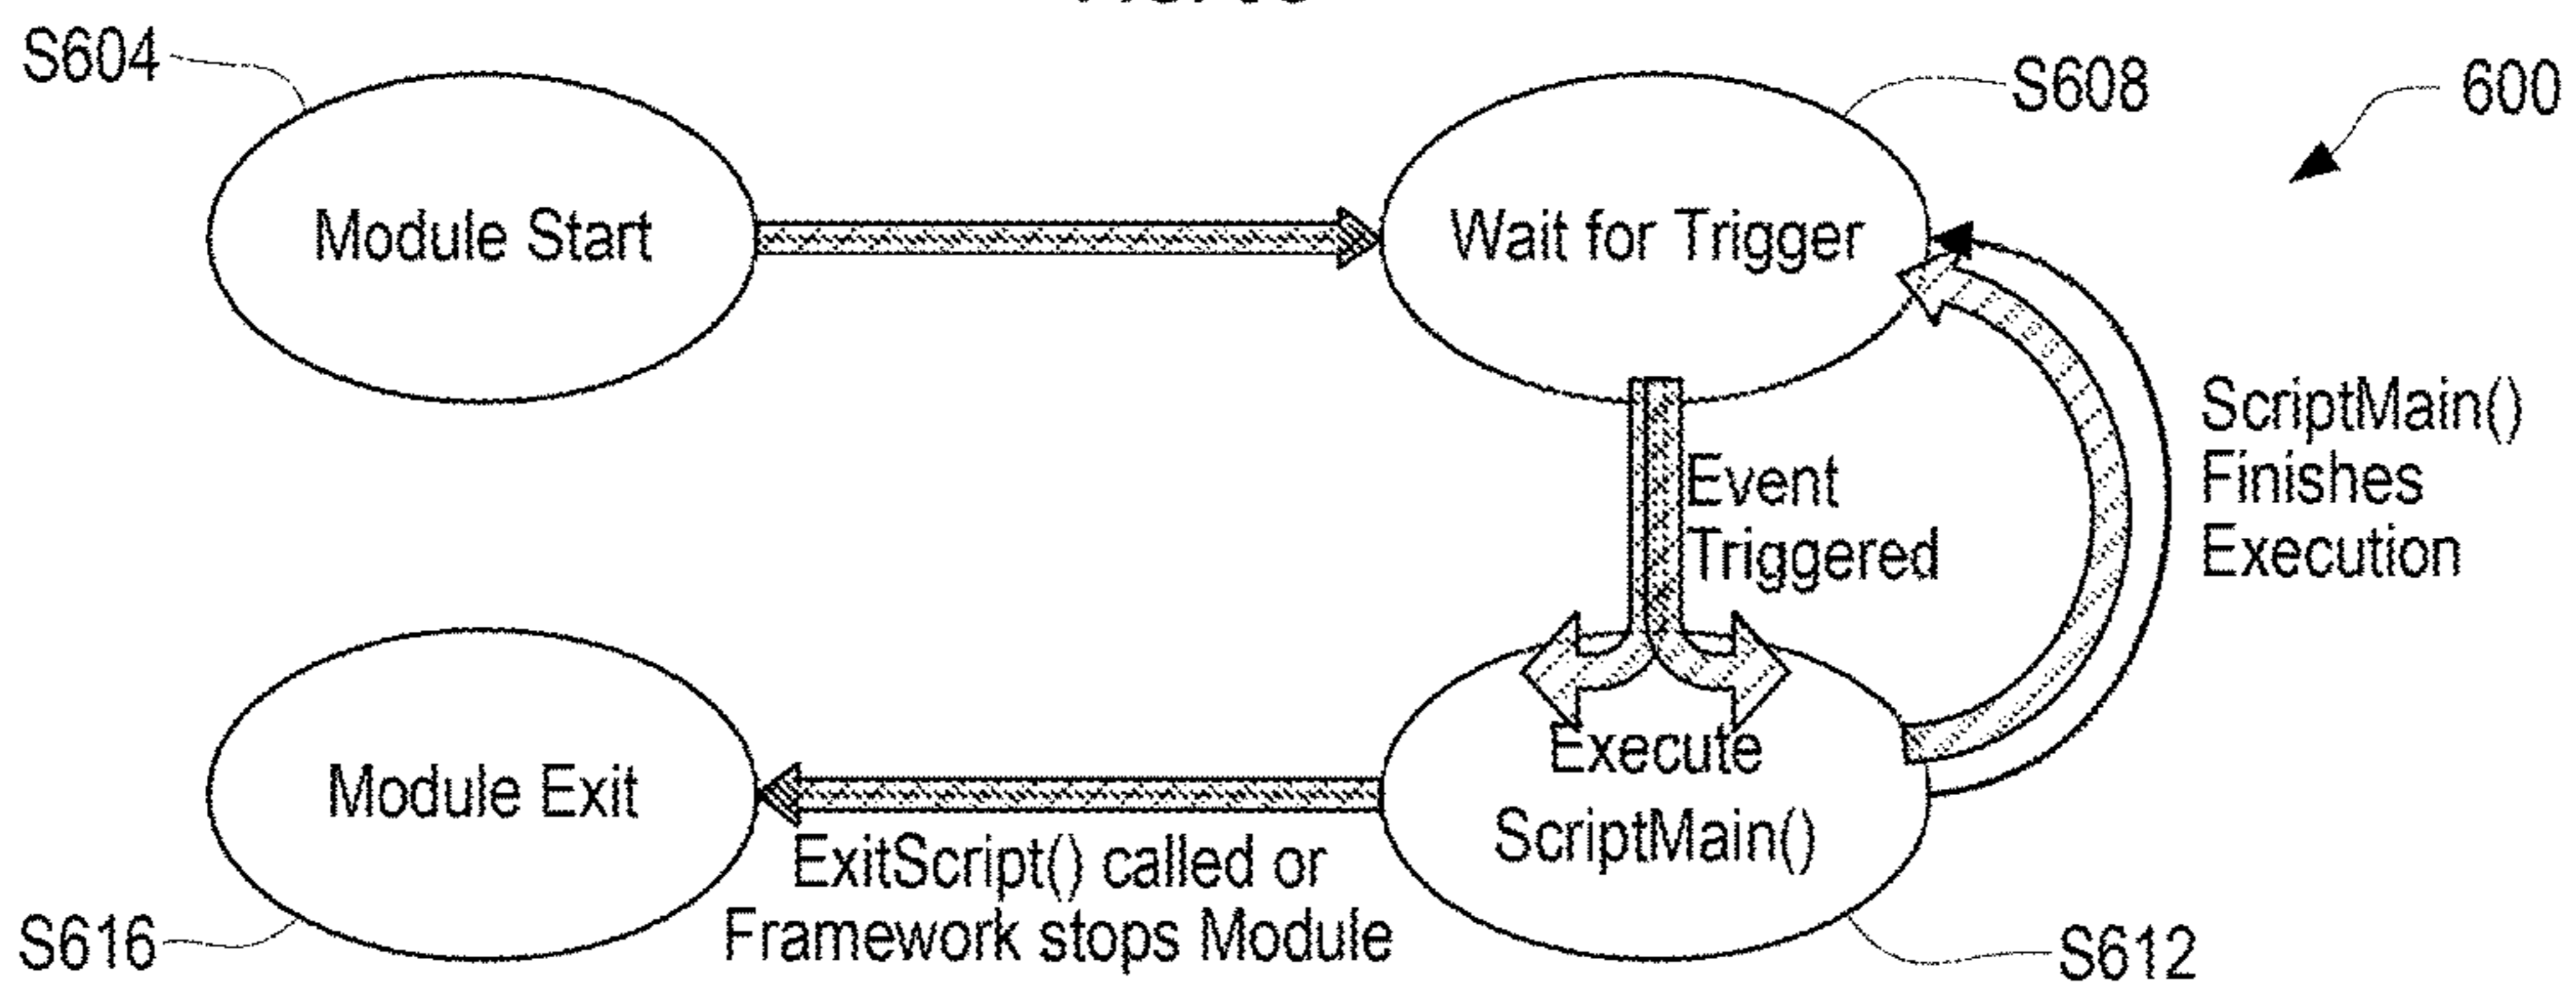 S604
S608
600
Module Start
Wait for Trigger
Event
Triggered
ScriptMain()
Finishes
Execution
Module Exit
ExitScript() called or
Framework stops Module
Execute
ScriptMain()
S616
S612